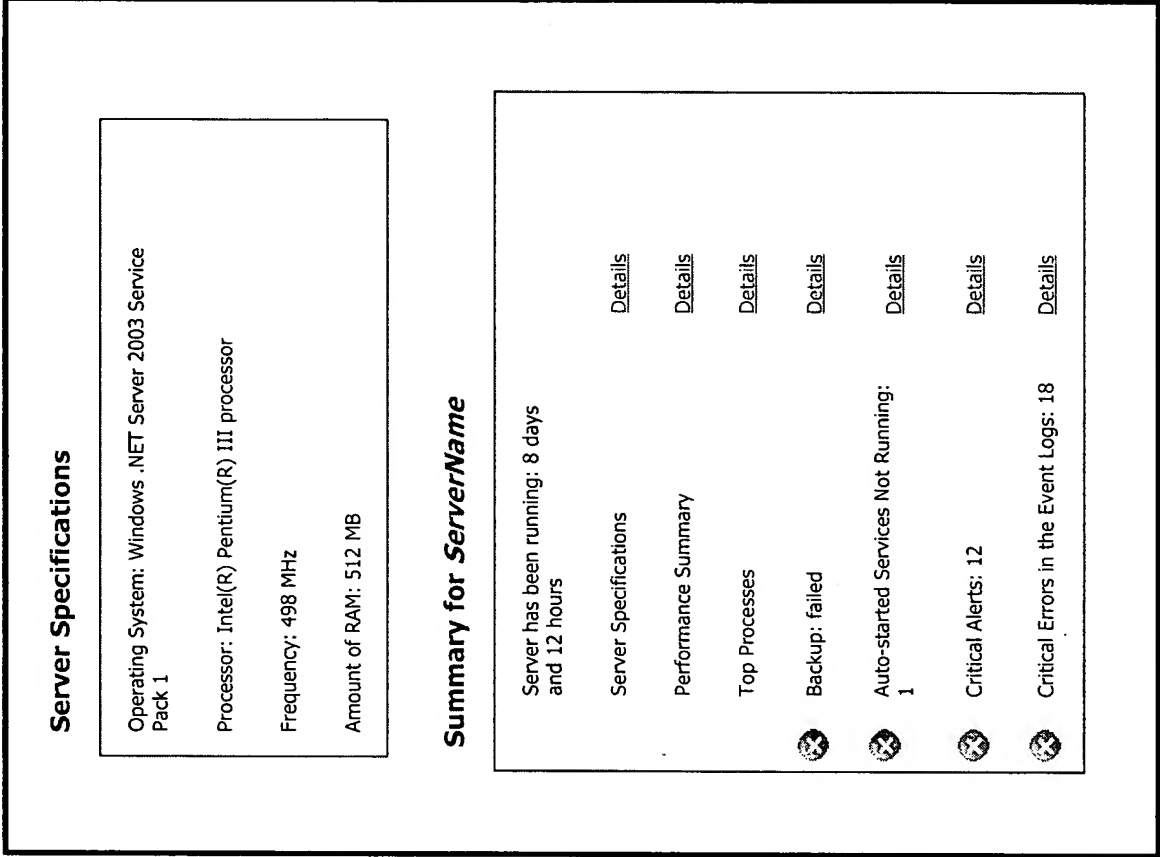 Server Specifications
Operating System: Windows .NET Server 2003 Service
Pack 1
Processor: Intel(R) Pentium(R) III processor
Frequency: 498 MHz
Amount of RAM: 512 MB
Summary for ServerName
Server has been running: 8 days
and 12 hours
Server Specifications Details
Performance Summary Details
Top Processes Details
Backup: failed Details
Auto-started Services Not Running: Details
1
Critical Alerts: 12 Details
Critical Errors in the Event Logs: 18 Details